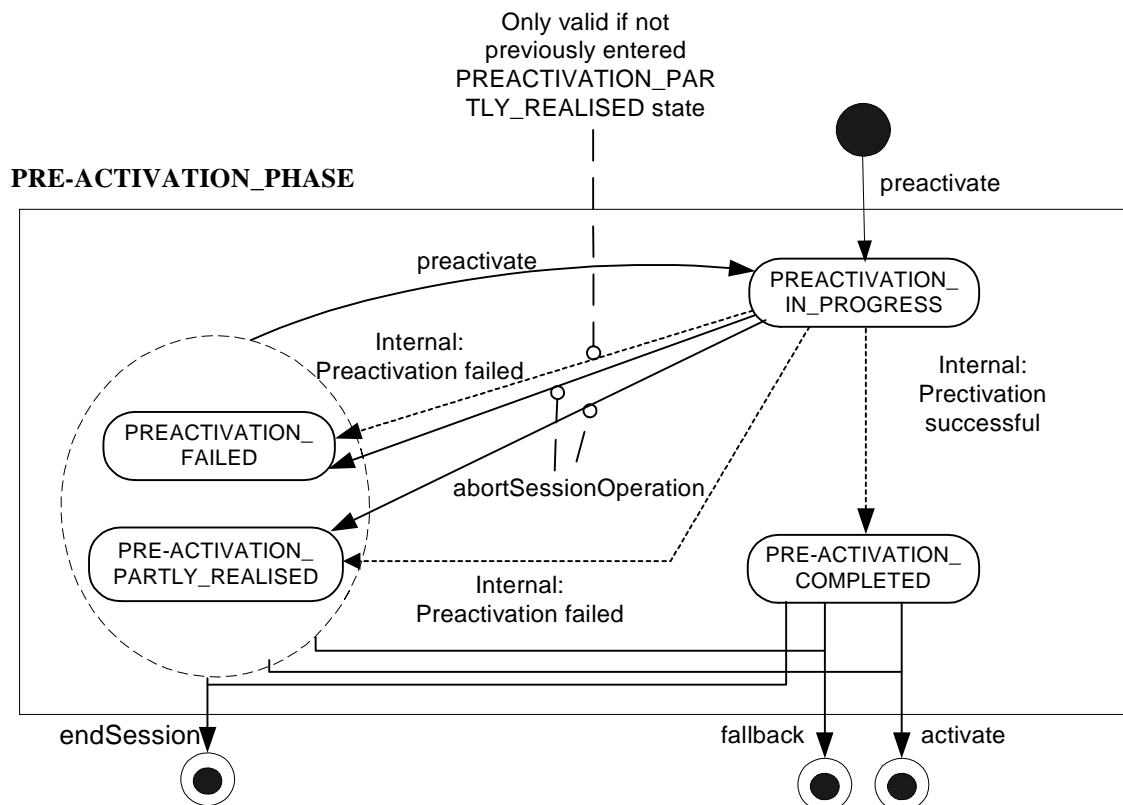 Only valid if not
previously entered
PREACTIVATION_PAR
TLY_REALISED state
PRE-ACTIVATION_PHASE
preactivate
preactivate
PREACTIVATION_
IN_PROGRESS
Internal:
Preactivation failed
Internal:
Prectivation
successful
PREACTIVATION_
FAILED
abortSessionOperation
PRE-ACTIVATION_
PARTLY_REALISED
PRE-ACTIVATION_
COMPLETED
Internal:
Preactivation failed
endSession
fallback
activate